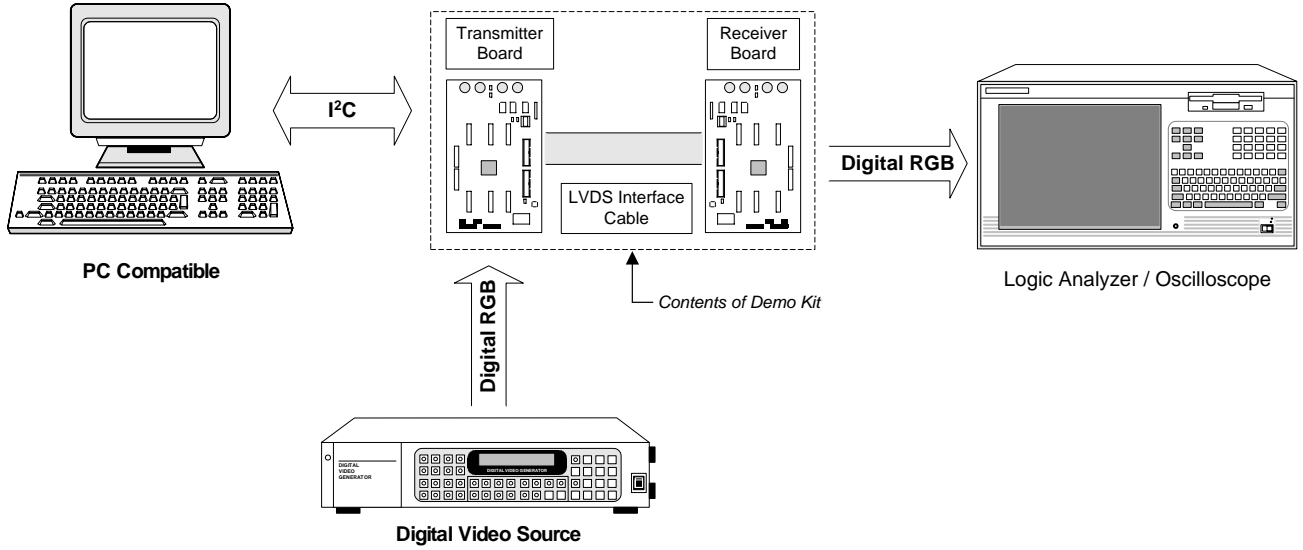 Transmitter
Board
Receiver
Board
I²C
Digital RGB
LVDS Interface
Cable
PC Compatible
Contents of Demo Kit
Logic Analyzer / Oscilloscope
Digital RGB
DIGITAL
VIDEO
GENERATOR
DIGITAL VIDEO GENERATOR
Digital Video Source